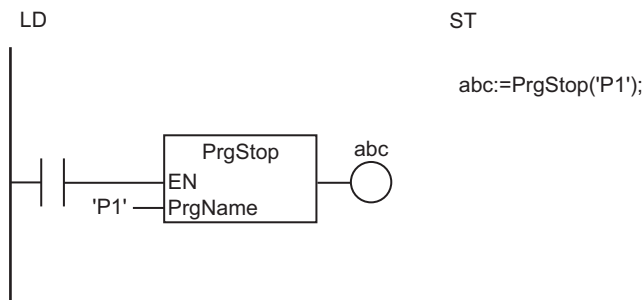 LD
ST
abc:=PrgStop('P1');
PrgStop
abc
EN
'P1'
PrgName